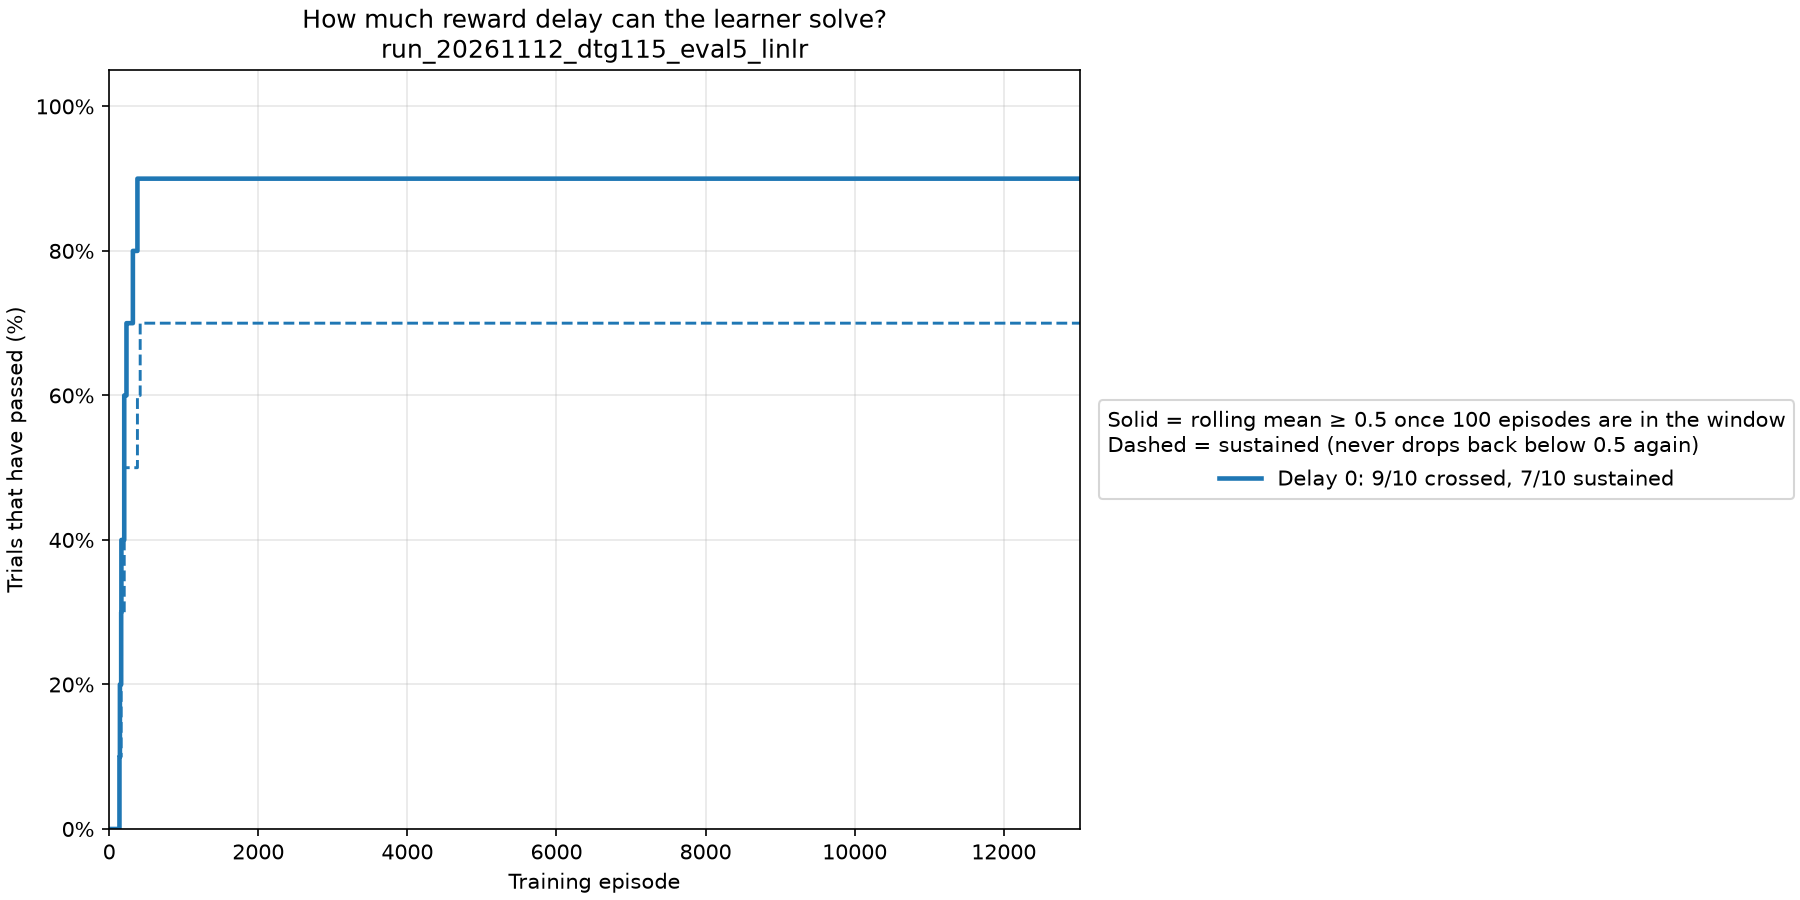 How much reward delay can the learner solve?
run_20261112_dtg115_eval5_linlr
Trials that have passed (%)
100%
80%
60%
40%
20%
0%
0
2000
4000
6000
8000
10000
12000
Training episode
Solid = rolling mean ≥ 0.5 once 100 episodes are in the window
Dashed = sustained (never drops back below 0.5 again)
Delay 0: 9/10 crossed, 7/10 sustained